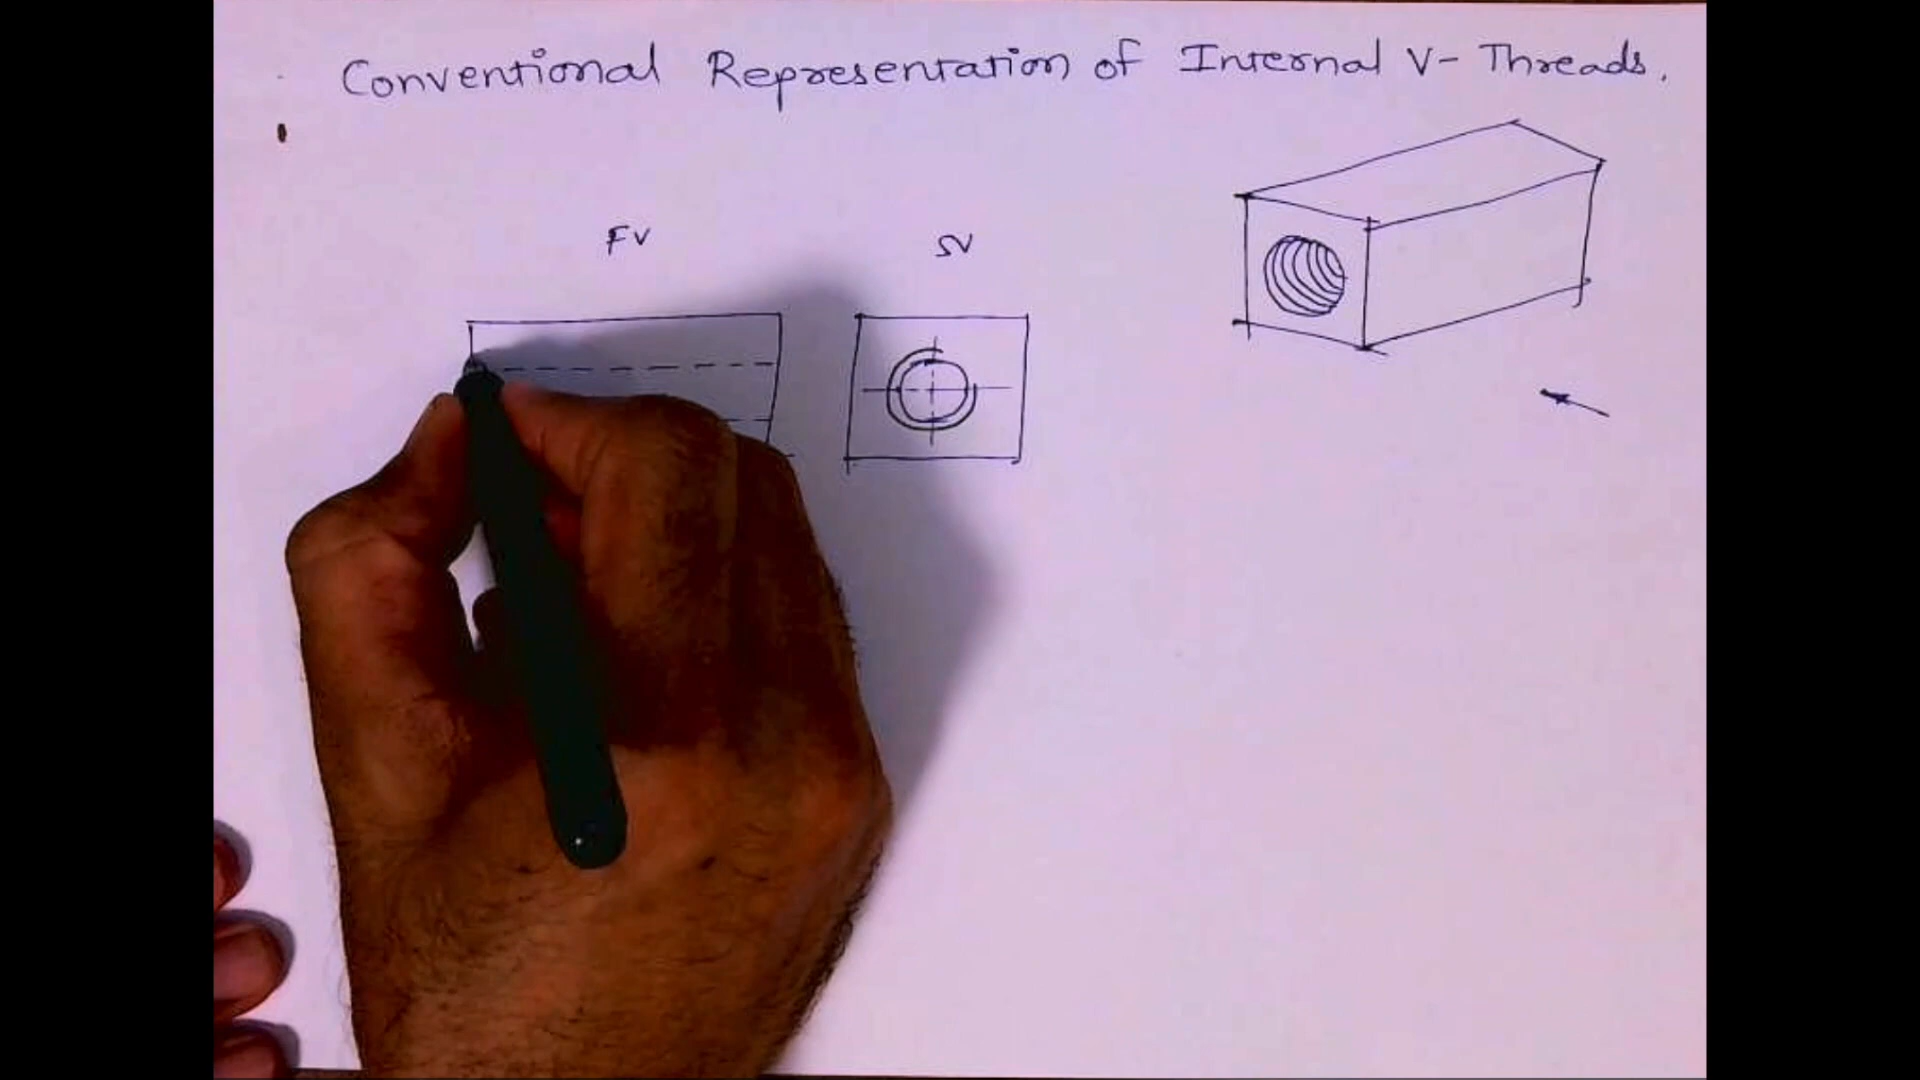 Conventional Representation of Internal V-Threads.
FV SV